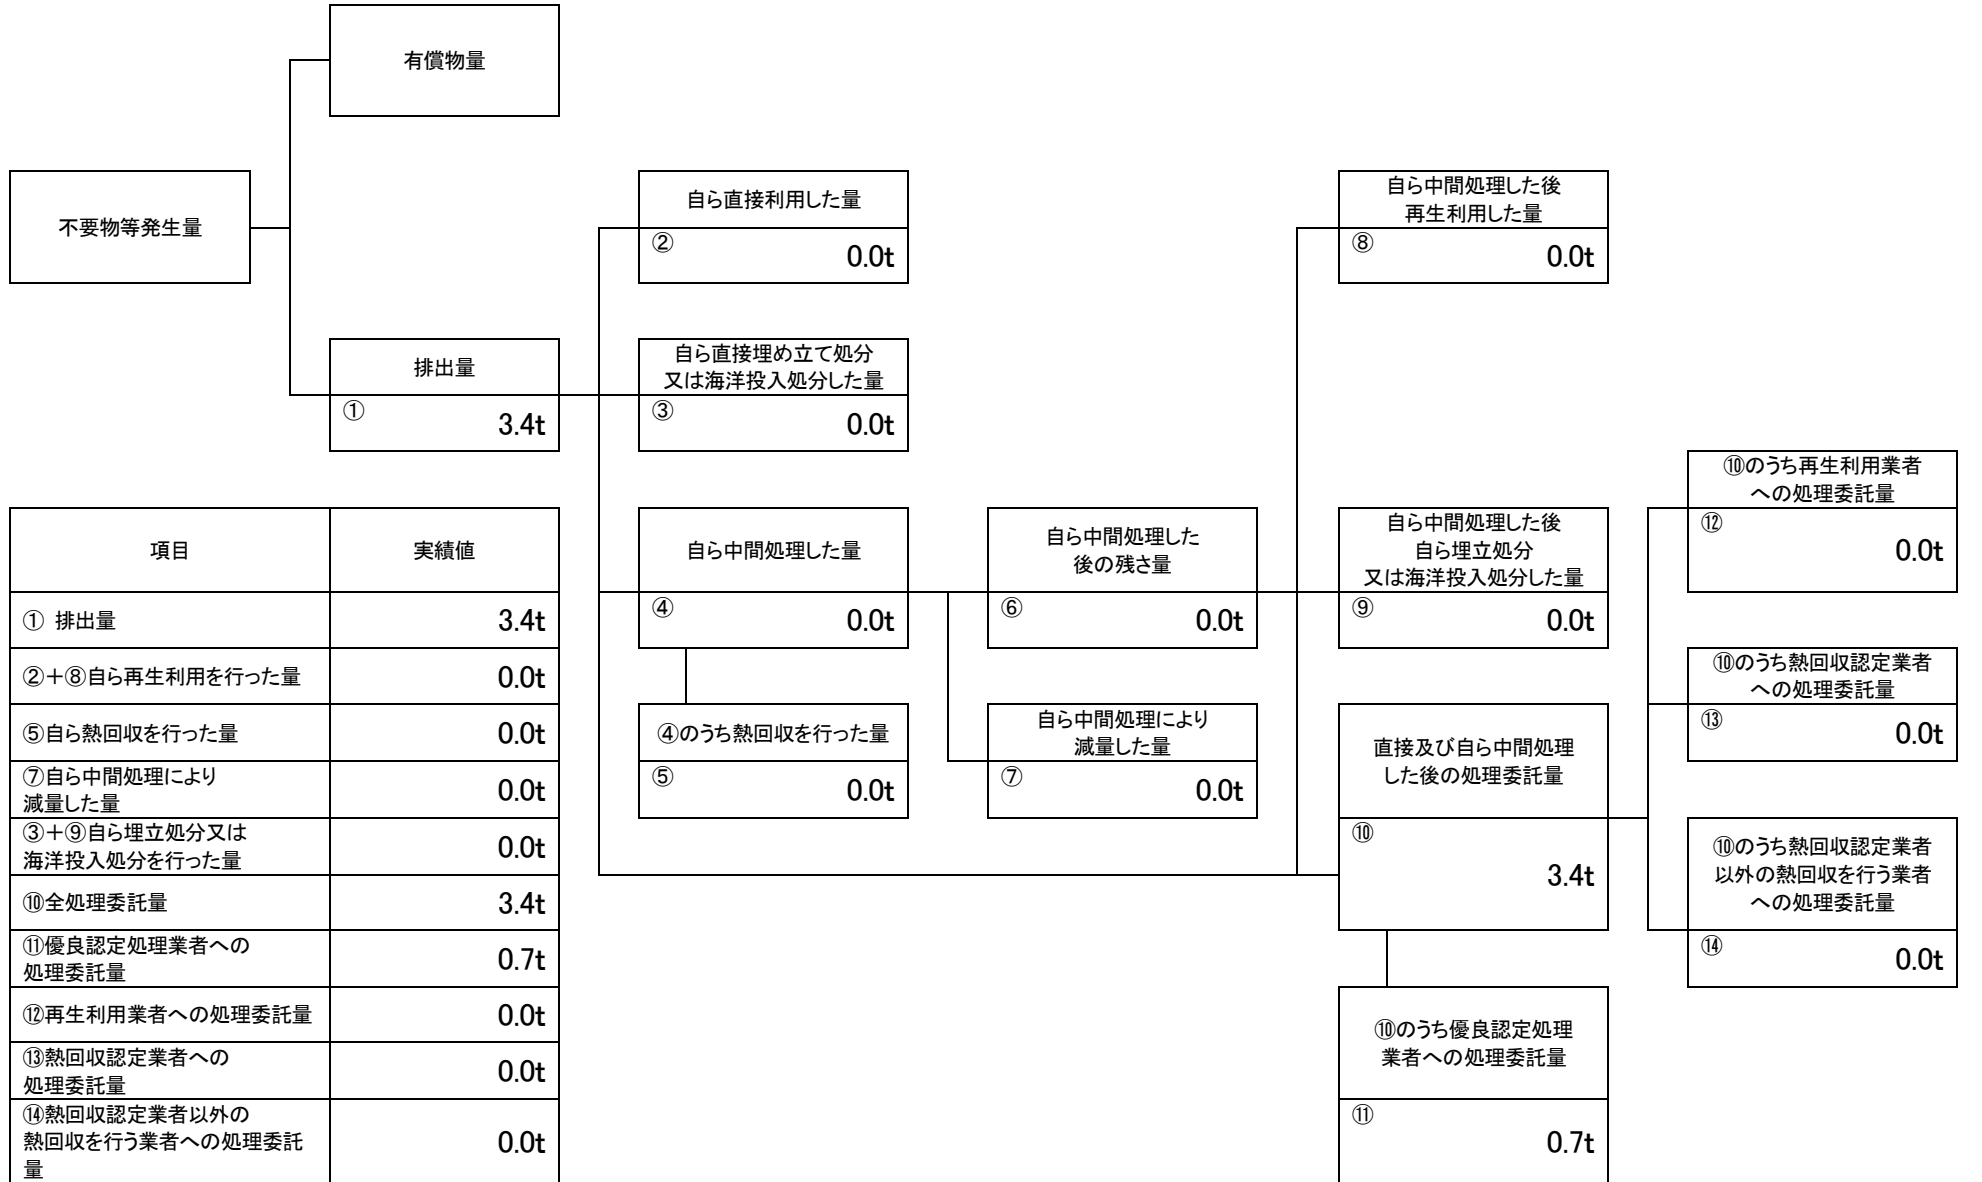 有償物量
不要物等発生量
排出量
①
3.4t
自ら直接利用した量
②
0.0t
自ら直接埋め立て処分
又は海洋投入処分した量
③
0.0t
自ら中間処理した量
④
0.0t
④のうち熱回収を行った量
⑤
0.0t
自ら中間処理した
後の残さ量
⑥
0.0t
自ら中間処理により
減量した量
⑦
0.0t
自ら中間処理した後
再生利用した量
⑧
0.0t
自ら中間処理した後
自ら埋立処分
又は海洋投入処分した量
⑨
0.0t
直接及び自ら中間処理
した後の処理委託量
⑩
3.4t
⑩のうち優良認定処理
業者への処理委託量
⑪
0.7t
⑩のうち再生利用業者
への処理委託量
⑫
0.0t
⑩のうち熱回収認定業者
への処理委託量
⑬
0.0t
⑩のうち熱回収認定業者
以外の熱回収を行う業者
への処理委託量
⑭
0.0t
項目 実績値
① 排出量 3.4t
②＋⑧自ら再生利用を行った量 0.0t
⑤自ら熱回収を行った量 0.0t
⑦自ら中間処理により
減量した量 0.0t
③＋⑨自ら埋立処分又は
海洋投入処分を行った量 0.0t
⑩全処理委託量 3.4t
⑪優良認定処理業者への
処理委託量 0.7t
⑫再生利用業者への処理委託量 0.0t
⑬熱回収認定業者への
処理委託量 0.0t
⑭熱回収認定業者以外の
熱回収を行う業者への処理委託 0.0t
量